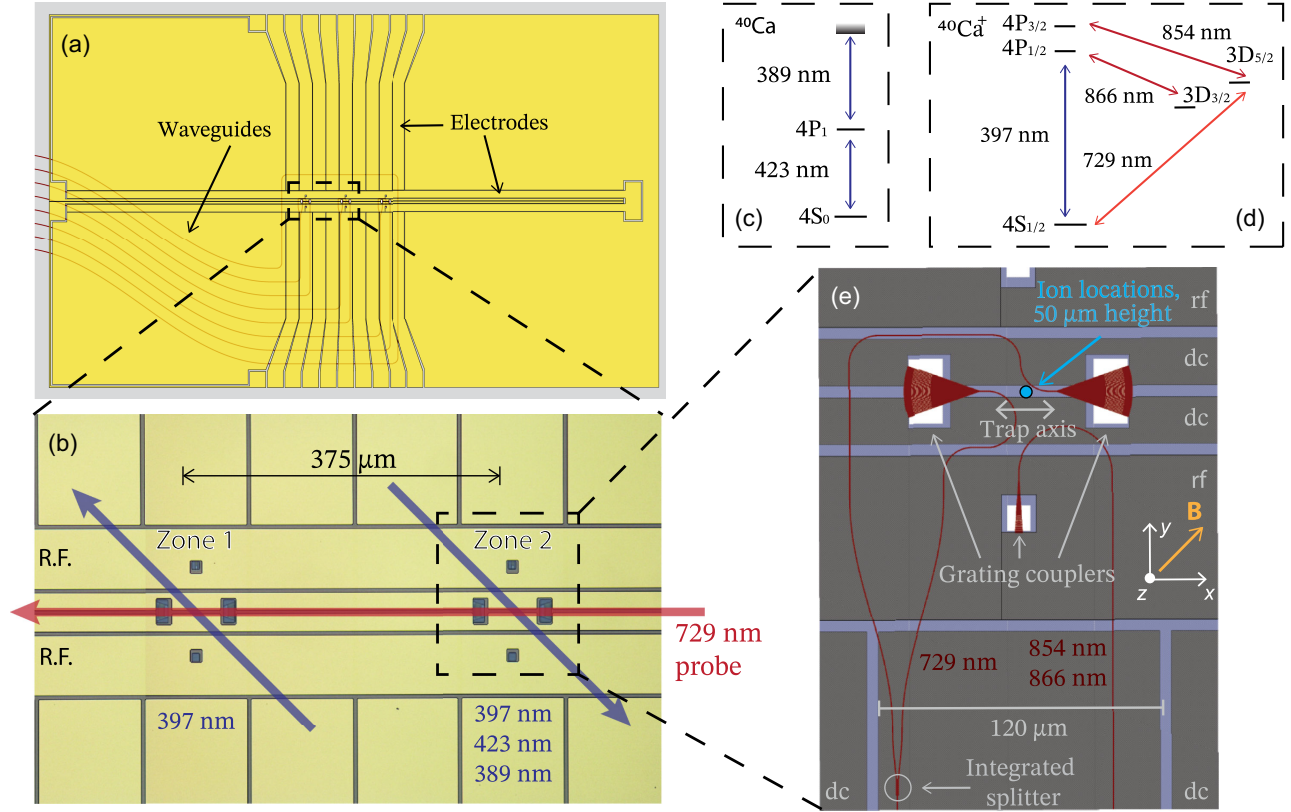 (a)
Waveguides
Electrodes
(b)
375 µm
Zone 1
Zone 2
R.F.
R.F.
729 nm
probe
397 nm
397 nm
423 nm
389 nm
⁴⁰Ca
389 nm
4P₁
423 nm
4S₀
(c)
⁴⁰Ca⁺
4P₃/₂
4P₁/₂
854 nm
3D₅/₂
866 nm
3D₃/₂
397 nm
729 nm
4S₁/₂
(d)
(e)
Ion locations,
50 µm height
rf
dc
Trap axis
dc
rf
B
y
Grating couplers
z
x
729 nm
854 nm
866 nm
120 µm
Integrated
splitter
dc
dc